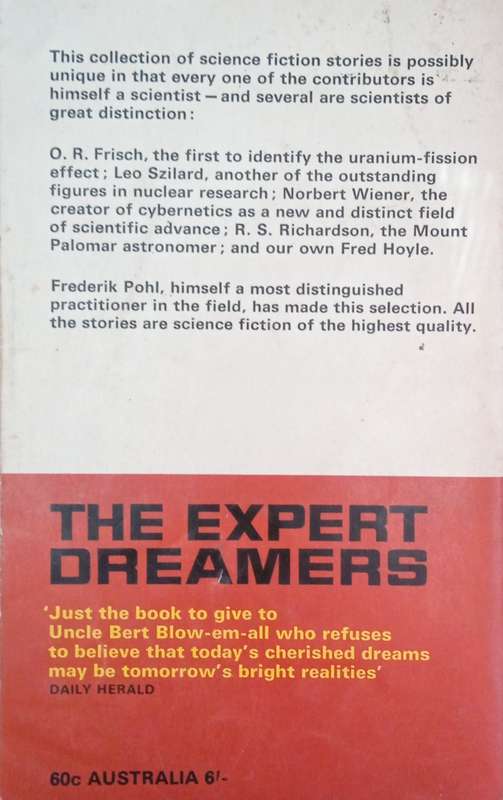 This collection of science fiction stories is possibly
unique in that every one of the contributors is
himself a scientist – and several are scientists of
great distinction :
O. R. Frisch, the first to identify the uranium-fission
effect ; Leo Szilard, another of the outstanding
figures in nuclear research ; Norbert Wiener, the
creator of cybernetics as a new and distinct field
of scientific advance ; R. S. Richardson, the Mount
Palomar astronomer ; and our own Fred Hoyle.
Frederik Pohl, himself a most distinguished
practitioner in the field, has made this selection. All
the stories are science fiction of the highest quality.
THE EXPERT
DREAMERS
'Just the book to give to
Uncle Bert Blow-em-all who refuses
to believe that today's cherished dreams
may be tomorrow's bright realities'
DAILY HERALD
60c AUSTRALIA 6/-